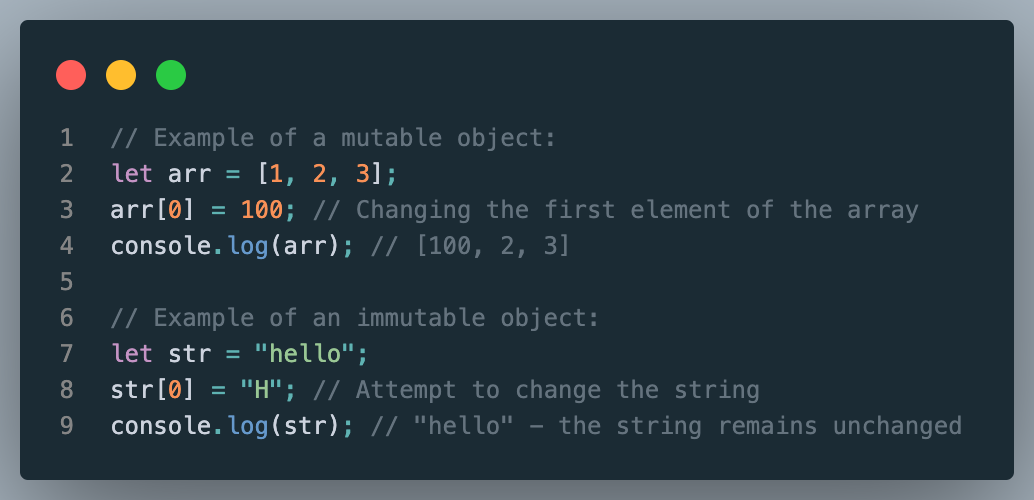 1 // Example of a mutable object:
2 let arr = [1, 2, 3];
3 arr[0] = 100; // Changing the first element of the array
4 console.log(arr); // [100, 2, 3]
5
6 // Example of an immutable object:
7 let str = "hello";
8 str[0] = "H"; // Attempt to change the string
9 console.log(str); // "hello" – the string remains unchanged